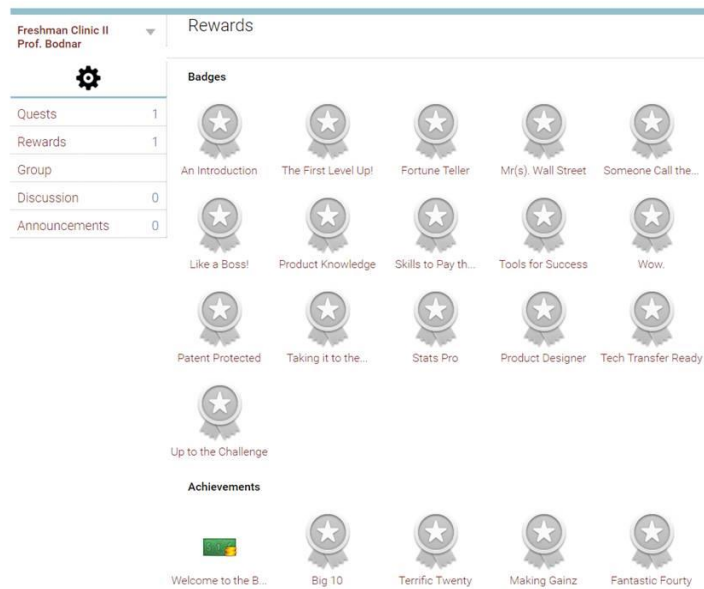 Freshman Clinic II
Prof. Bodnar
Rewards
Quests 1
Rewards 1
Group
Discussion 0
Announcements 0
Badges
An Introduction The First Level Up! Fortune Teller Mr(s). Wall Street Someone Call the...
Like a Boss! Product Knowledge Skills to Pay th... Tools for Success Wow.
Patent Protected Taking it to the... Stats Pro Product Designer Tech Transfer Ready
Up to the Challenge
Achievements
Welcome to the B... Big 10 Terrific Twenty Making Gainz Fantastic Fourty